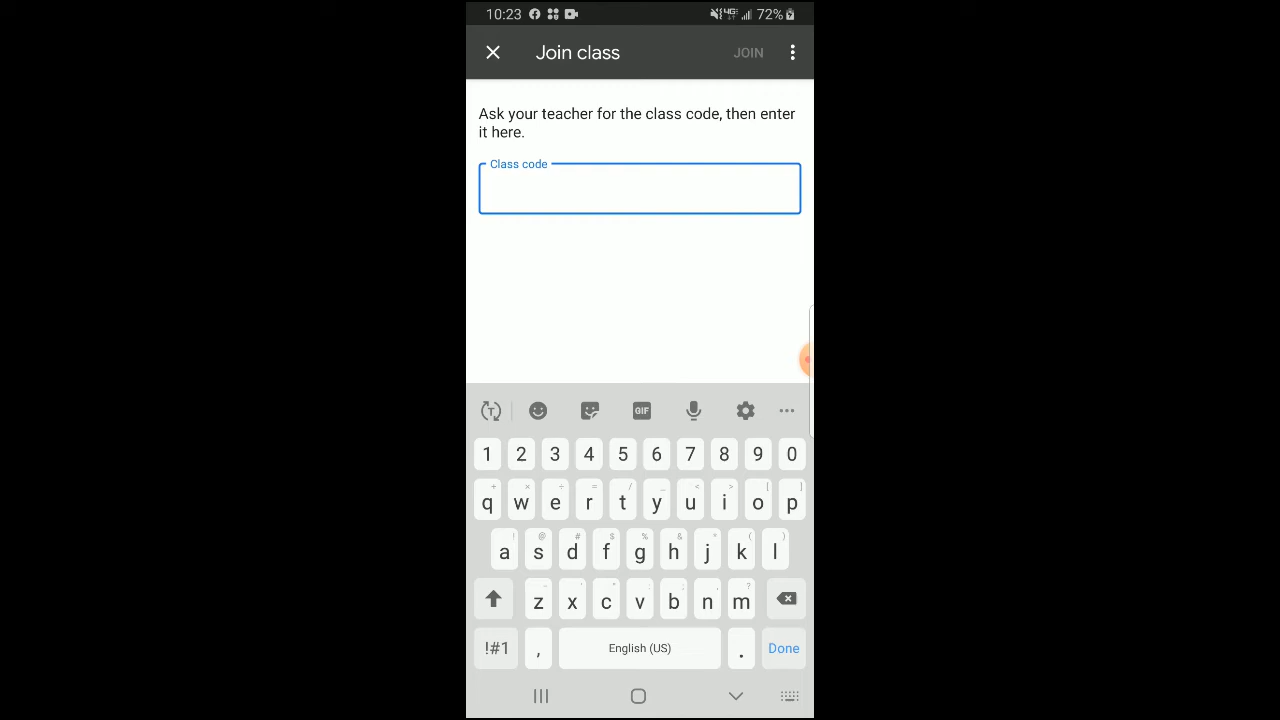 10:23 4G 72%
Join class JOIN
Ask your teacher for the class code, then enter
it here.
Class code
T GIF
1 2 3 4 5 6 7 8 9 0
+ × ÷ = / _ < > [ ]
q w e r t y u i o p
! @ # $ % & * ( )
a s d f g h j k l
- ' " : ; , ?
z x c v b n m
!#1 , English (US) . Done